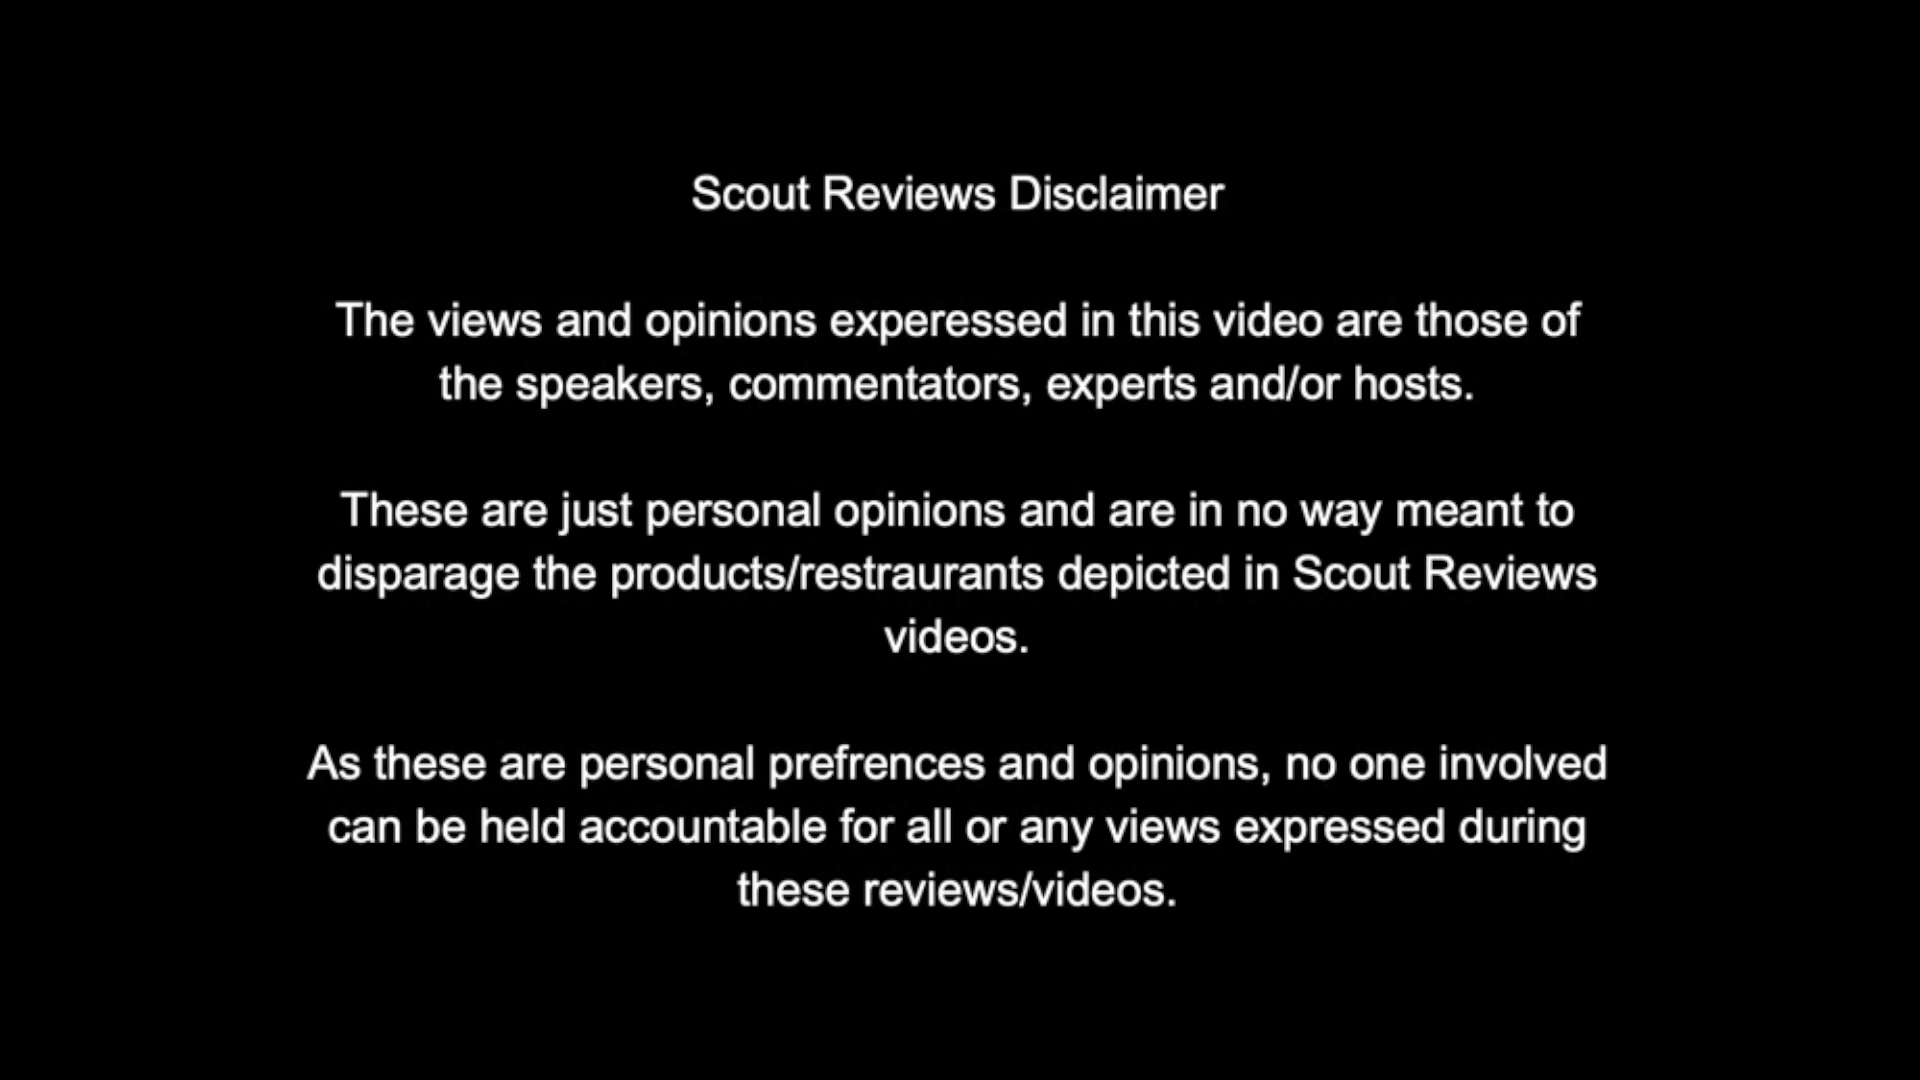 Scout Reviews Disclaimer
The views and opinions experessed in this video are those of
the speakers, commentators, experts and/or hosts.
These are just personal opinions and are in no way meant to
disparage the products/restraurants depicted in Scout Reviews
videos.
As these are personal prefrences and opinions, no one involved
can be held accountable for all or any views expressed during
these reviews/videos.